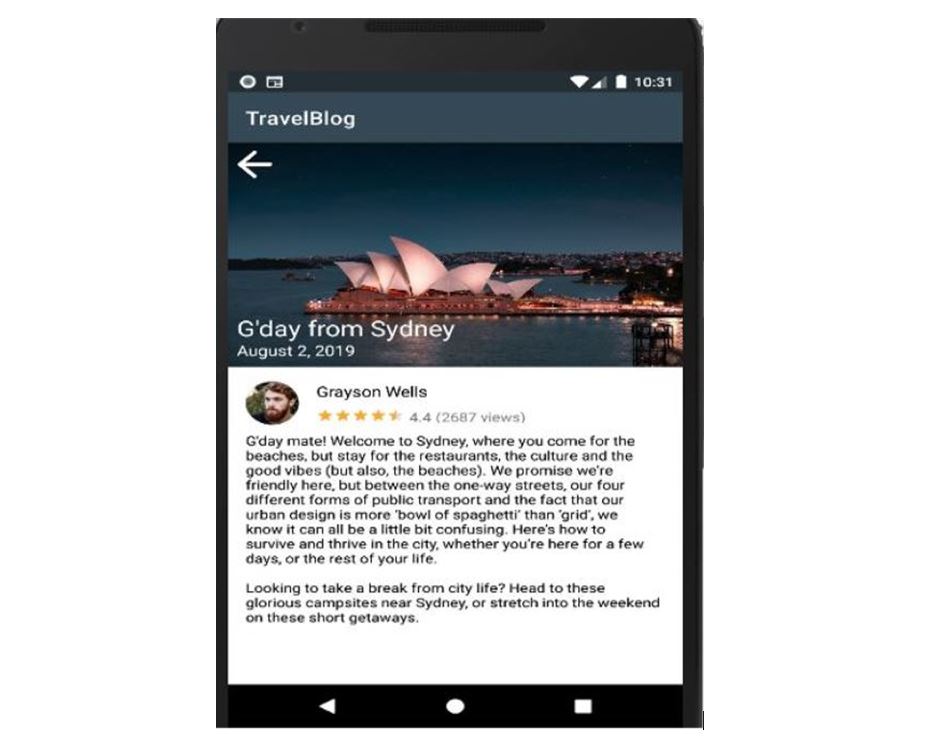 10:31
TravelBlog
G'day from Sydney
August 2, 2019
Grayson Wells
4.4 (2687 views)
G'day mate! Welcome to Sydney, where you come for the
beaches, but stay for the restaurants, the culture and the
good vibes (but also, the beaches). We promise we're
friendly here, but between the one-way streets, our four
different forms of public transport and the fact that our
urban design is more 'bowl of spaghetti' than 'grid', we
know it can all be a little bit confusing. Here's how to
survive and thrive in the city, whether you're here for a few
days, or the rest of your life.
Looking to take a break from city life? Head to these
glorious campsites near Sydney, or stretch into the weekend
on these short getaways.